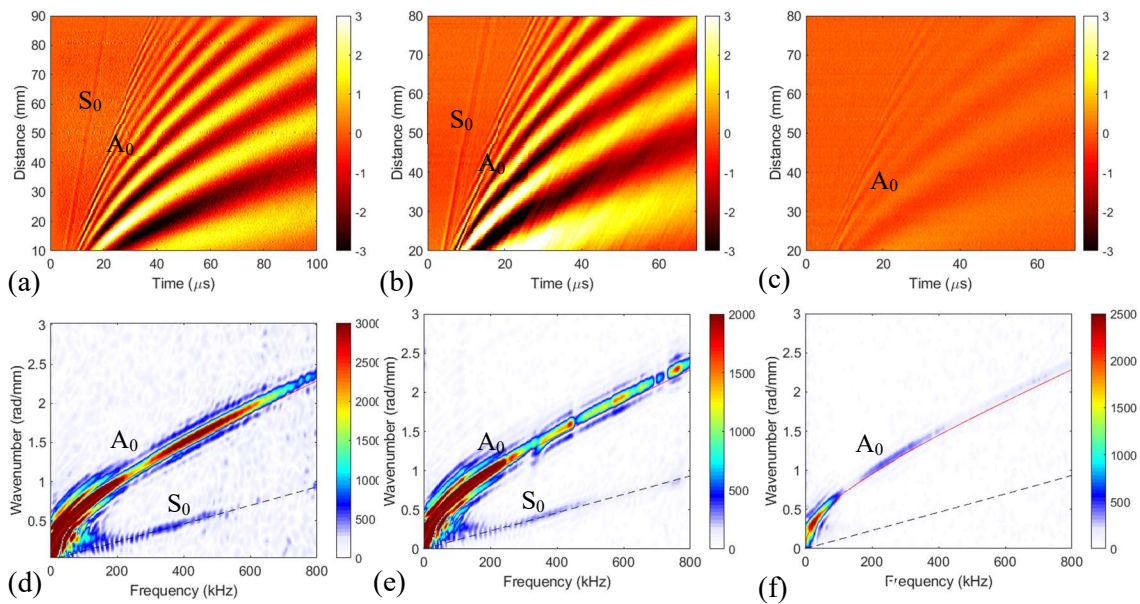 90
80
70
60
50
40
30
20
10
Distance (mm)
S₀
A₀
20 40 60 80 100
Time (μs)
3
2
1
0
-1
-2
-3
(a)
80
70
60
50
40
30
20
Distance (mm)
S₀
A₀
0 20 40 60
Time (μs)
3
2
1
0
-1
-2
-3
(b)
80
70
60
50
40
30
20
Distance (mm)
A₀
0 20 40 60
Time (μs)
3
2
1
0
-1
-2
-3
(c)
3
2.5
2
1.5
1
0.5
Wavenumber (rad/mm)
A₀
S₀
0 200 400 600 800
Frequency (kHz)
3000
2500
2000
1500
1000
500
0
(d)
3
2.5
2
1.5
1
0.5
0
Wavenumber (rad/mm)
A₀
S₀
0 200 400 600 800
Frequency (kHz)
2000
1500
1000
500
0
(e)
3
2.5
2
1.5
1
0.5
0
Wavenumber (rad/mm)
A₀
0 200 400 600 800
Frequency (kHz)
2500
2000
1500
1000
500
0
(f)